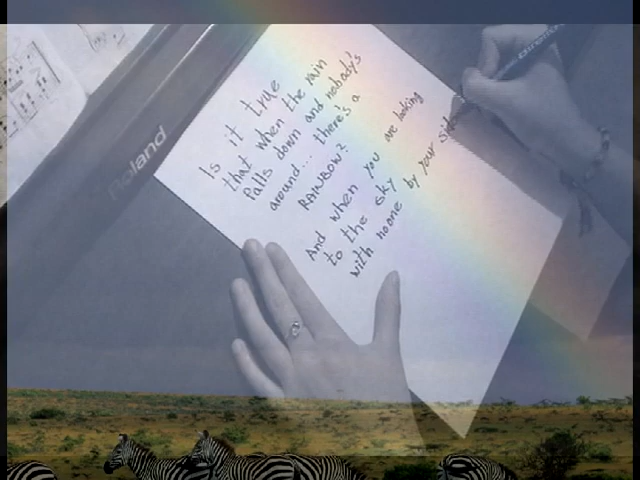 Roland
Is it true
that when the rain
falls down and nobody's
around... there's a
RAINBOW?
And when you are looking
to the sky
with noone by your side